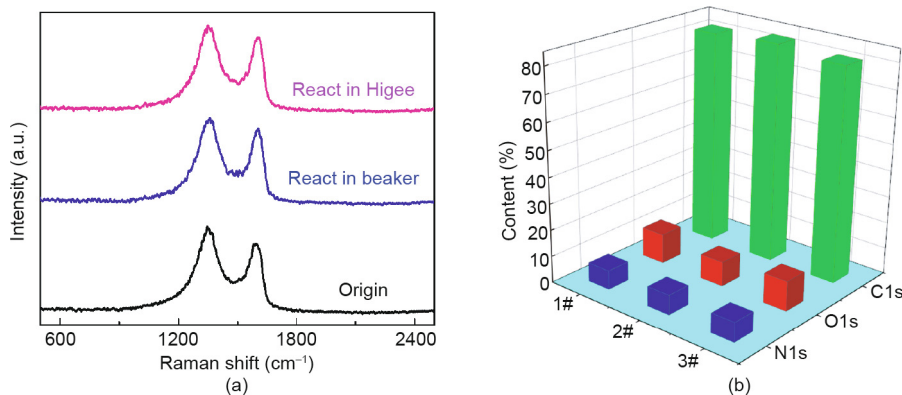 React in Higee
React in beaker
Origin
Intensity (a.u.)
600
1200
1800
2400
Raman shift (cm⁻¹)
(a)
80
70
60
50
40
30
20
10
0
Content (%)
1#
2#
3#
N1s
O1s
C1s
(b)